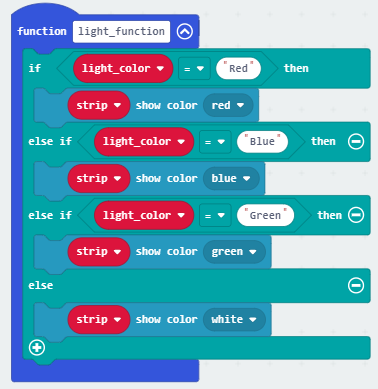 function light_function
if light_color = "Red" then
strip show color red
else if light_color = "Blue" then
strip show color blue
else if light_color = "Green" then
strip show color green
else
strip show color white